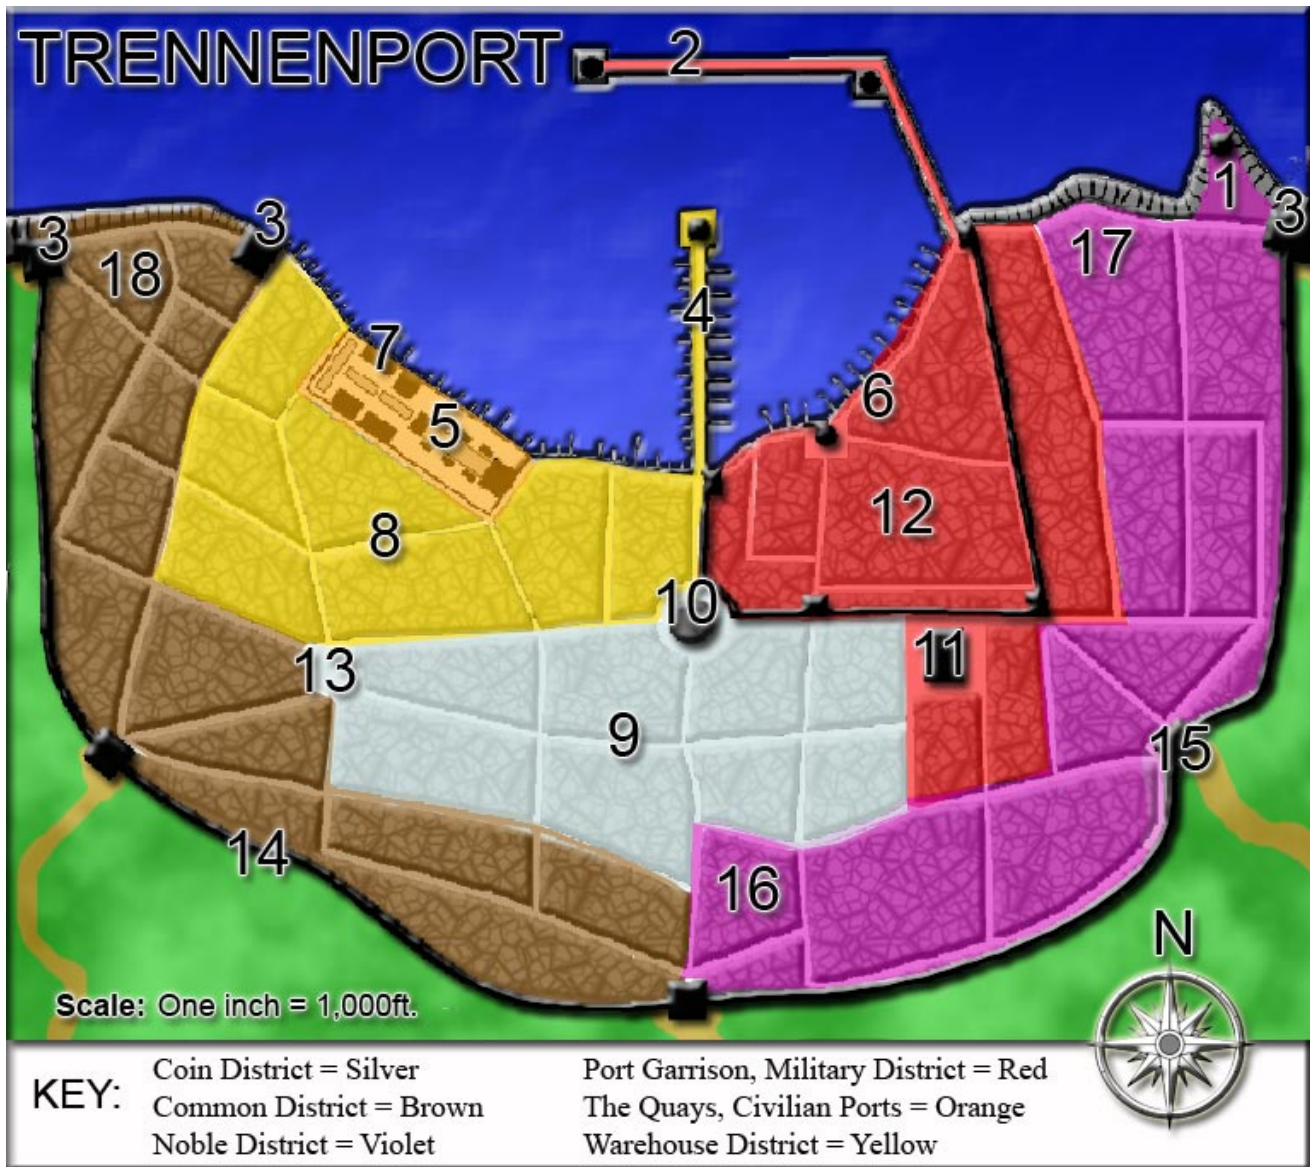 TRENNENPORT
2
1
3
3
3
18
17
4
7
6
5
12
8
10
11
13
9
15
14
16
N
Scale: One inch = 1,000ft.
KEY:
Coin District = Silver
Common District = Brown
Noble District = Violet
Port Garrison, Military District = Red
The Quays, Civilian Ports = Orange
Warehouse District = Yellow